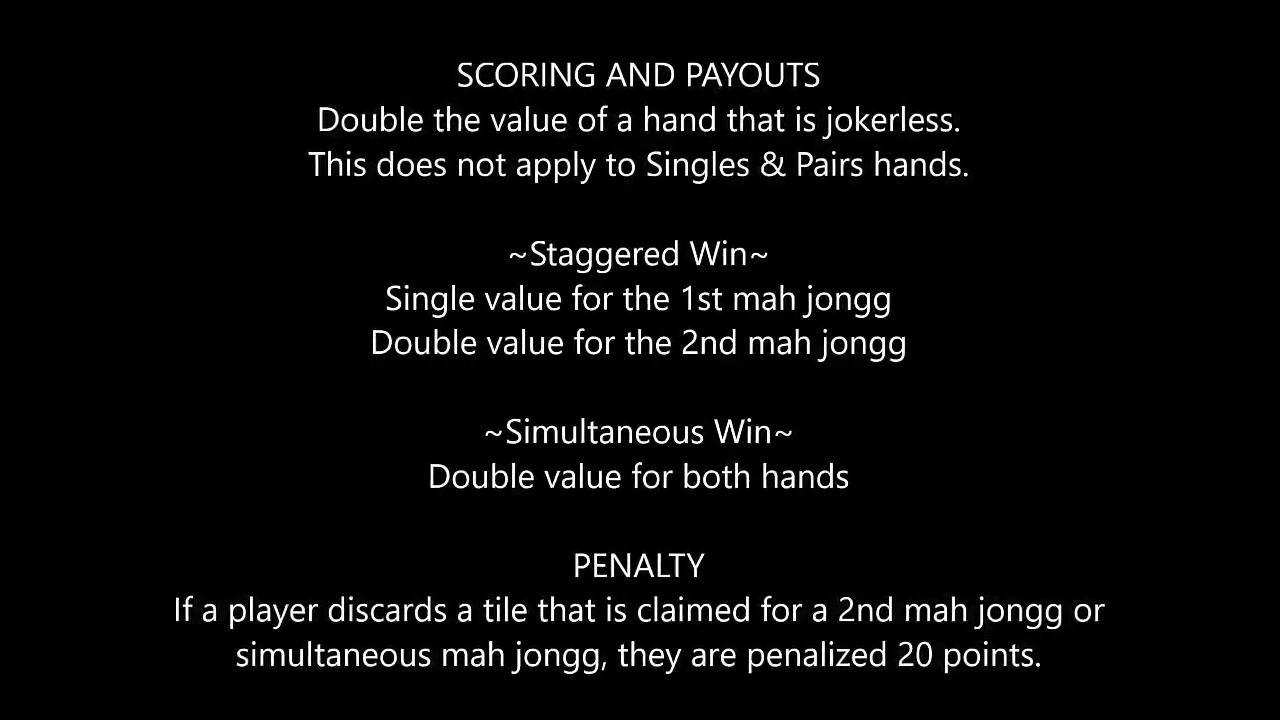 SCORING AND PAYOUTS
Double the value of a hand that is jokerless.
This does not apply to Singles & Pairs hands.
~Staggered Win~
Single value for the 1st mah jongg
Double value for the 2nd mah jongg
~Simultaneous Win~
Double value for both hands
PENALTY
If a player discards a tile that is claimed for a 2nd mah jongg or
simultaneous mah jongg, they are penalized 20 points.